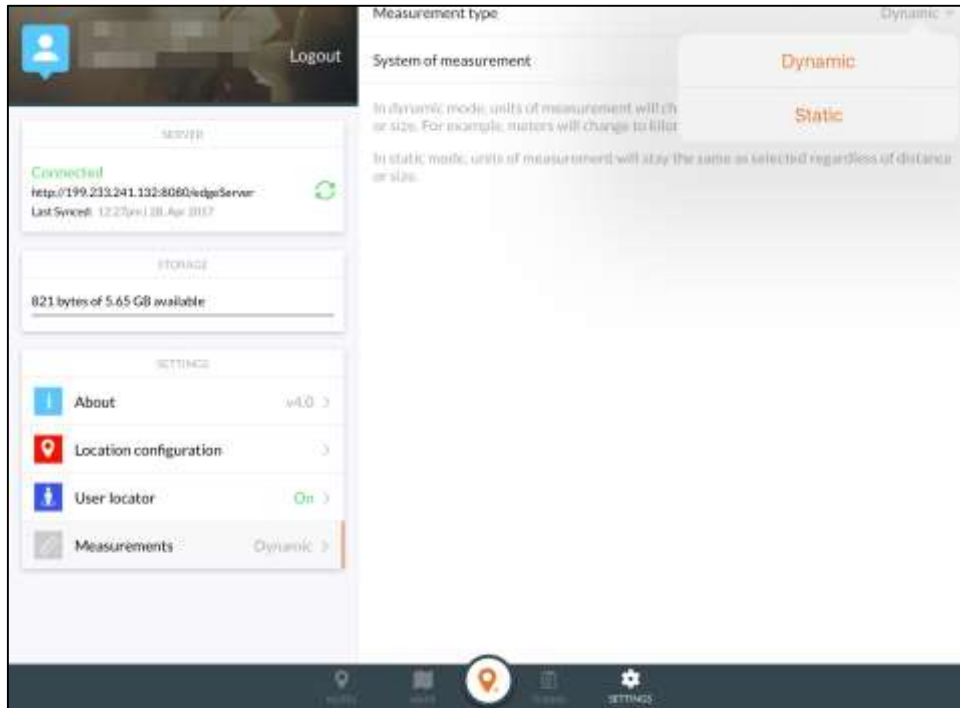 Logout
SERVER
Connected
http://199.233.241.132:8080/edgeServer
Last Synced: 12:27pm | 28, Apr 2017
STORAGE
821 bytes of 5.65 GB available
SETTINGS
About v4.0
Location configuration
User locator On
Measurements Dynamic
Measurement type Dynamic
System of measurement
Dynamic
Static
In dynamic mode, units of measurement will
or size. For example, meters will change to
In static mode, units of measurement will stay the same as selected regardless of distance
or size.
SETTINGS